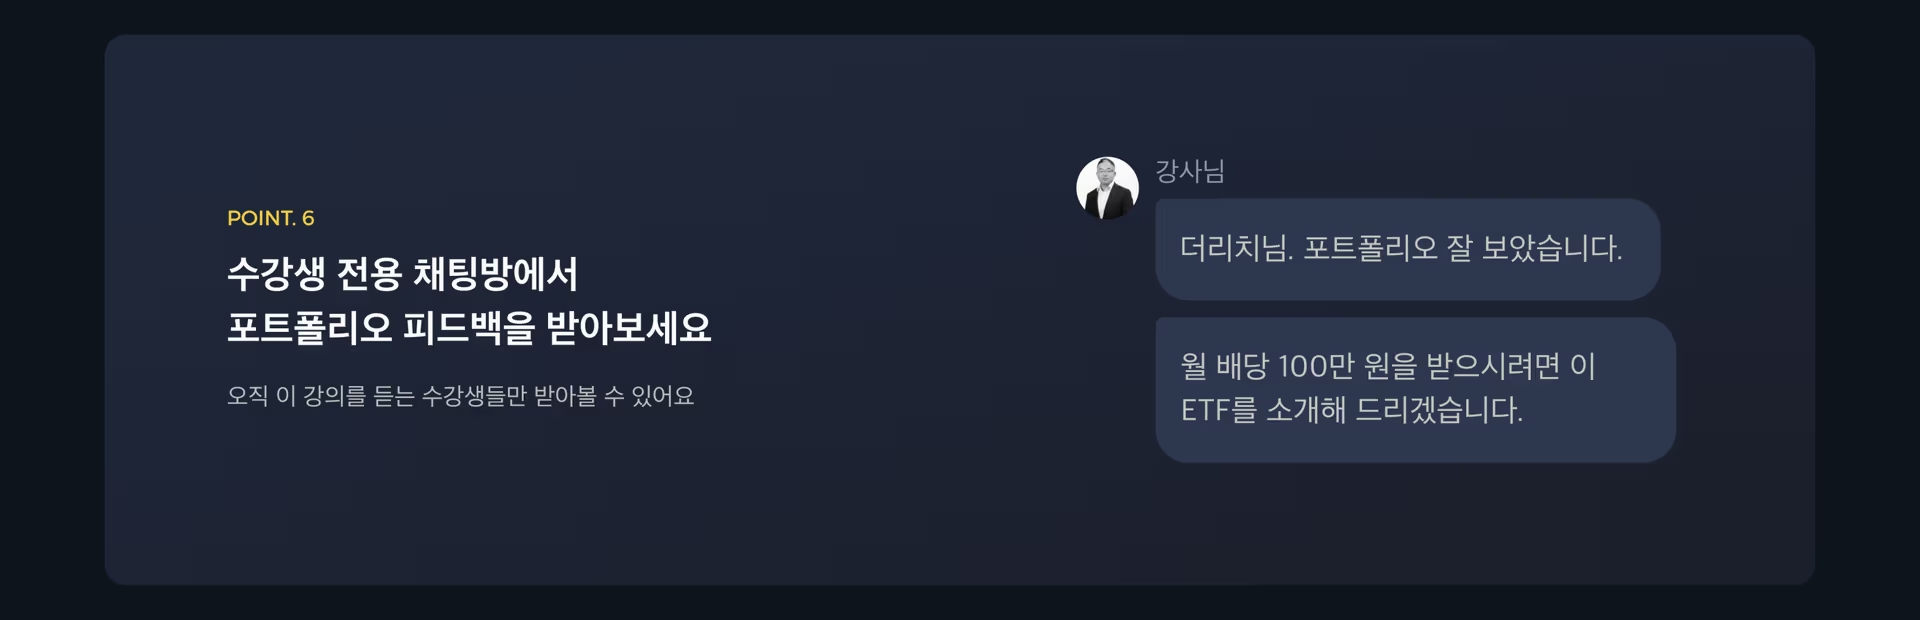 POINT. 6
수강생 전용 채팅방에서
포트폴리오 피드백을 받아보세요
오직 이 강의를 듣는 수강생들만 받아볼 수 있어요
강사님
더리치님. 포트폴리오 잘 보았습니다.
월 배당 100만 원을 받으시려면 이
ETF를 소개해 드리겠습니다.